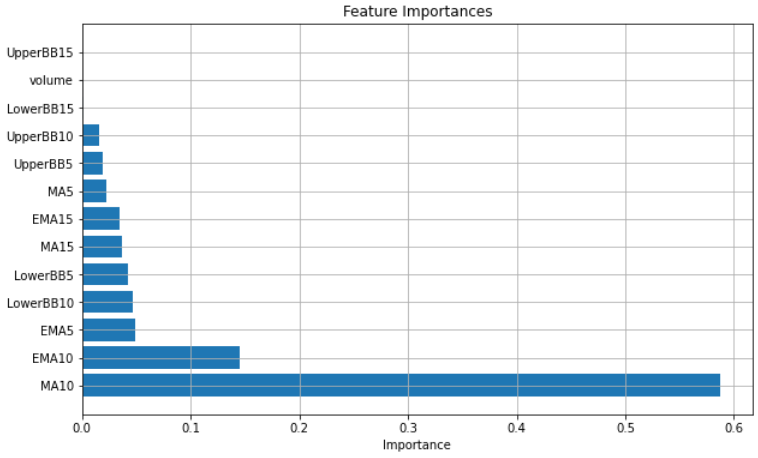 Feature Importances
UpperBB15
volume
LowerBB15
UpperBB10
UpperBB5
MA5
EMA15
MA15
LowerBB5
LowerBB10
EMA5
EMA10
MA10
0.0 0.1 0.2 0.3 0.4 0.5 0.6
Importance